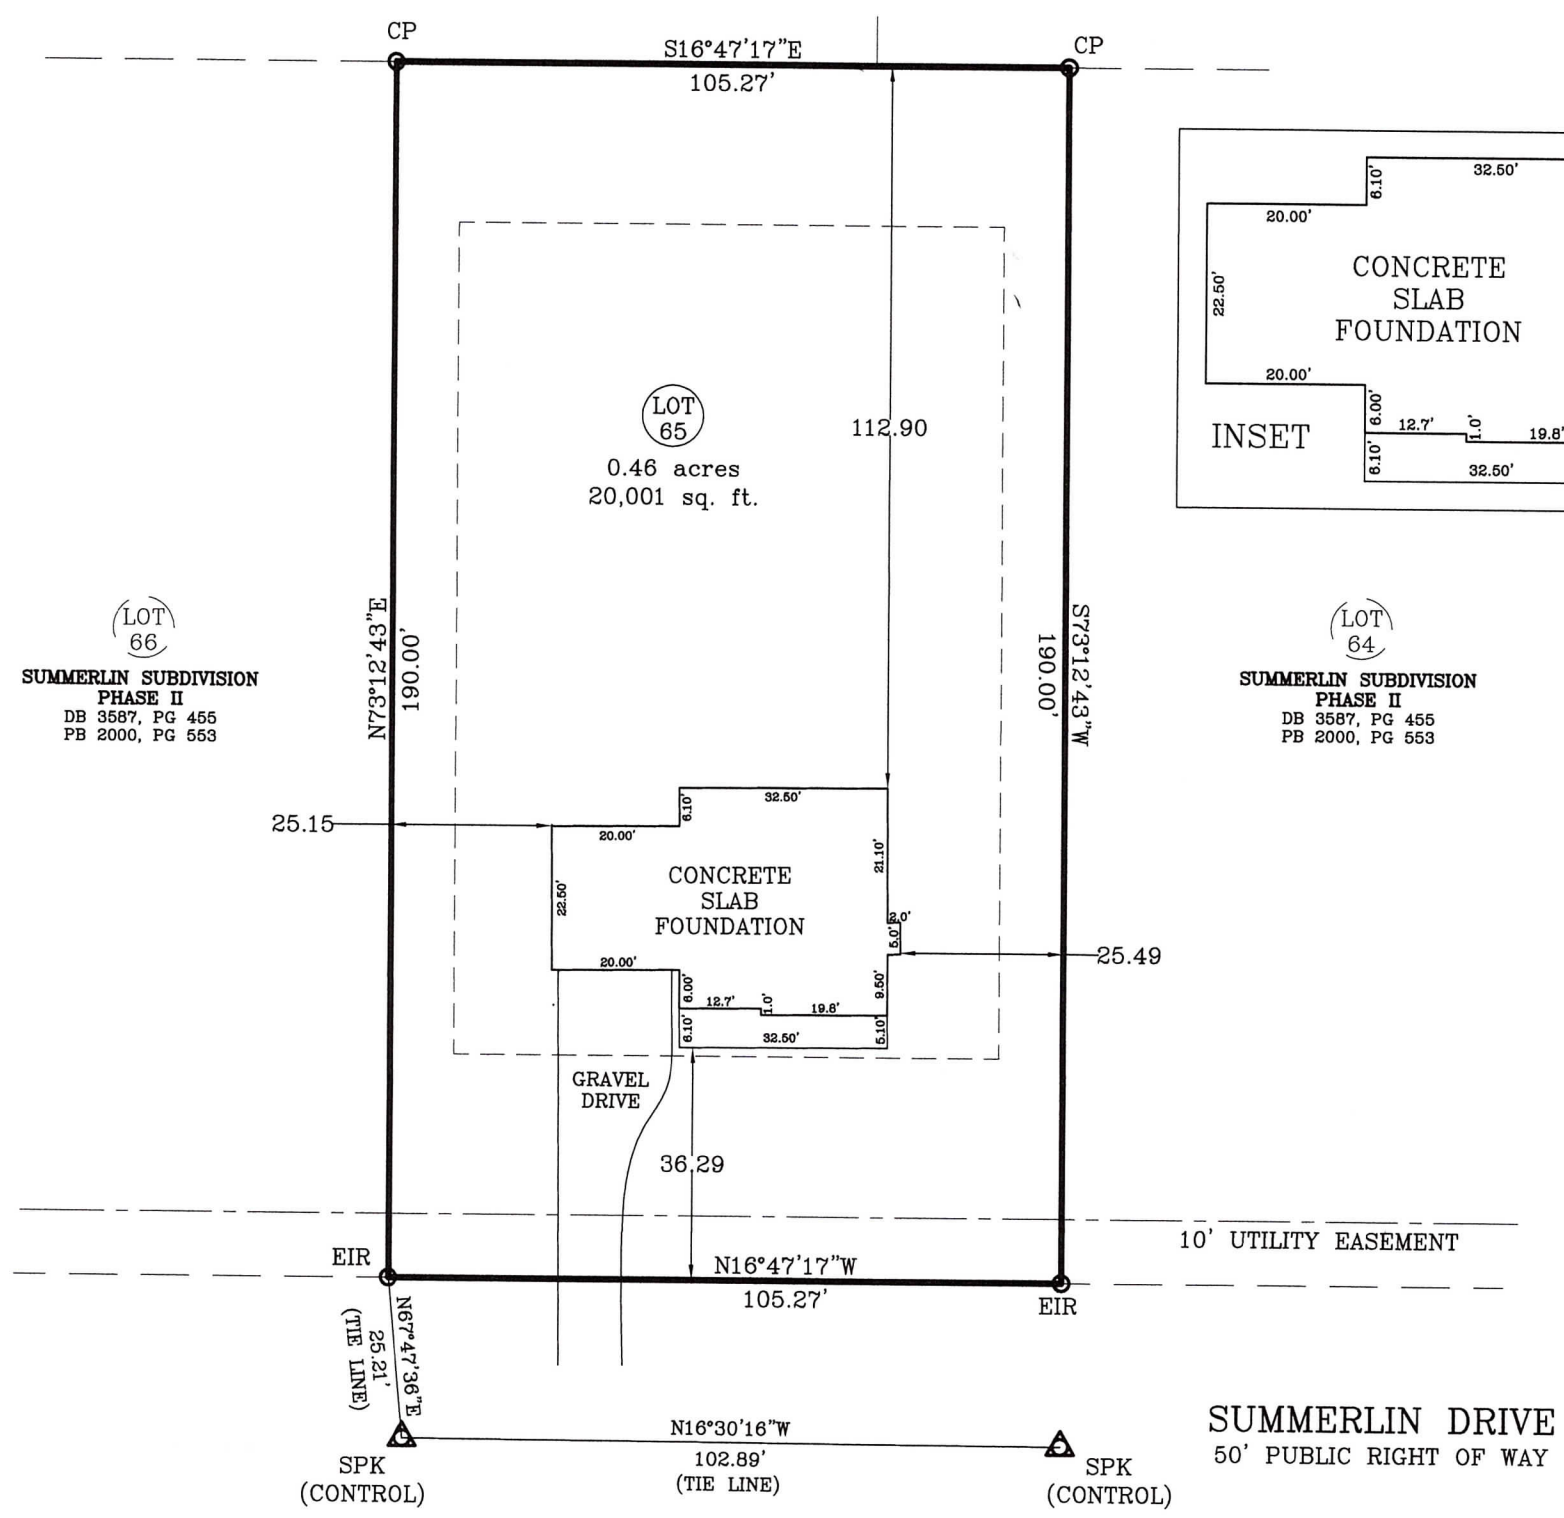 CP
S16°47'17"E
105.27'
CP
LOT
65
0.46 acres
20,001 sq. ft.
112.90
N73°12'43"E
190.00'
S73°12'43"W
190.00'
LOT
66
SUMMERLIN SUBDIVISION
PHASE II
DB 3587, PG 455
PB 2000, PG 553
LOT
64
SUMMERLIN SUBDIVISION
PHASE II
DB 3587, PG 455
PB 2000, PG 553
32.50'
6.10'
20.00'
22.50'
CONCRETE
SLAB
FOUNDATION
20.00'
6.00'
12.7'
1.0'
19.8'
6.10'
32.50'
INSET
25.15
32.50'
6.10'
20.00'
21.10'
22.50'
CONCRETE
SLAB
FOUNDATION
2.0'
5.0'
25.49
20.00'
6.00'
9.50'
12.7'
1.0'
19.8'
6.10'
32.50'
5.10'
GRAVEL
DRIVE
36.29
10' UTILITY EASEMENT
EIR
N16°47'17"W
105.27'
EIR
N67°47'36"E
25.21'
(TIE LINE)
N16°30'16"W
102.89'
(TIE LINE)
SPK
(CONTROL)
SPK
(CONTROL)
SUMMERLIN DRIVE
50' PUBLIC RIGHT OF WAY